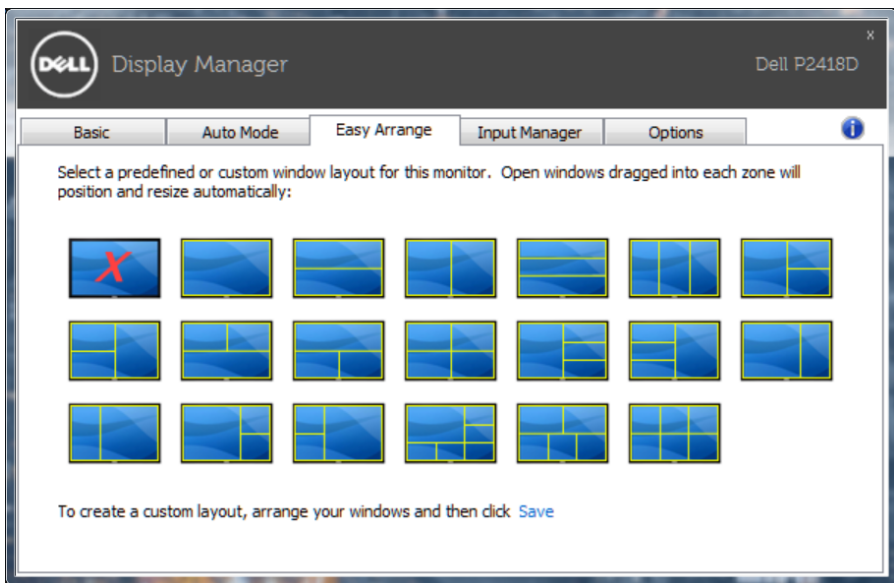 DELL
Display Manager
x
Dell P2418D
Basic
Auto Mode
Easy Arrange
Input Manager
Options
i
Select a predefined or custom window layout for this monitor. Open windows dragged into each zone will
position and resize automatically:
X
To create a custom layout, arrange your windows and then click Save